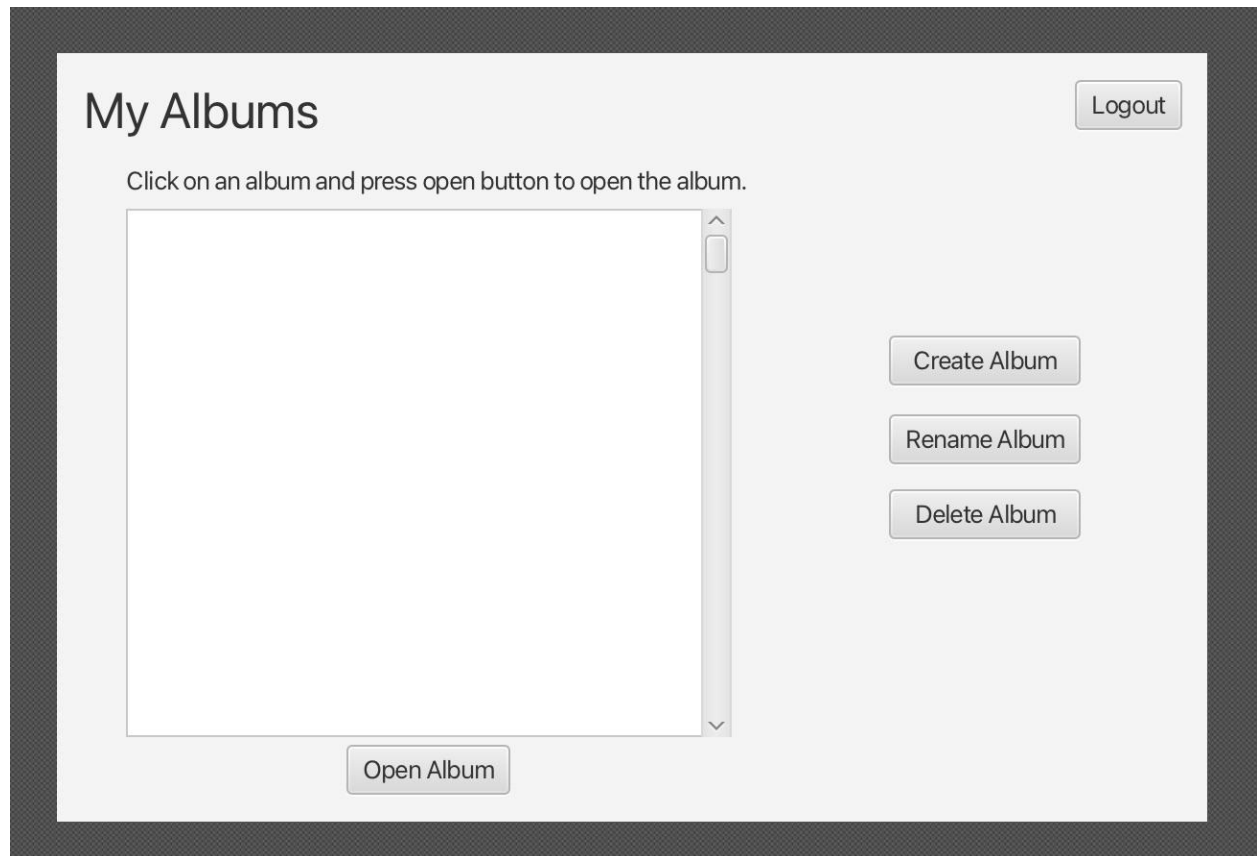 My Albums
Logout
Click on an album and press open button to open the album.
Create Album
Rename Album
Delete Album
Open Album